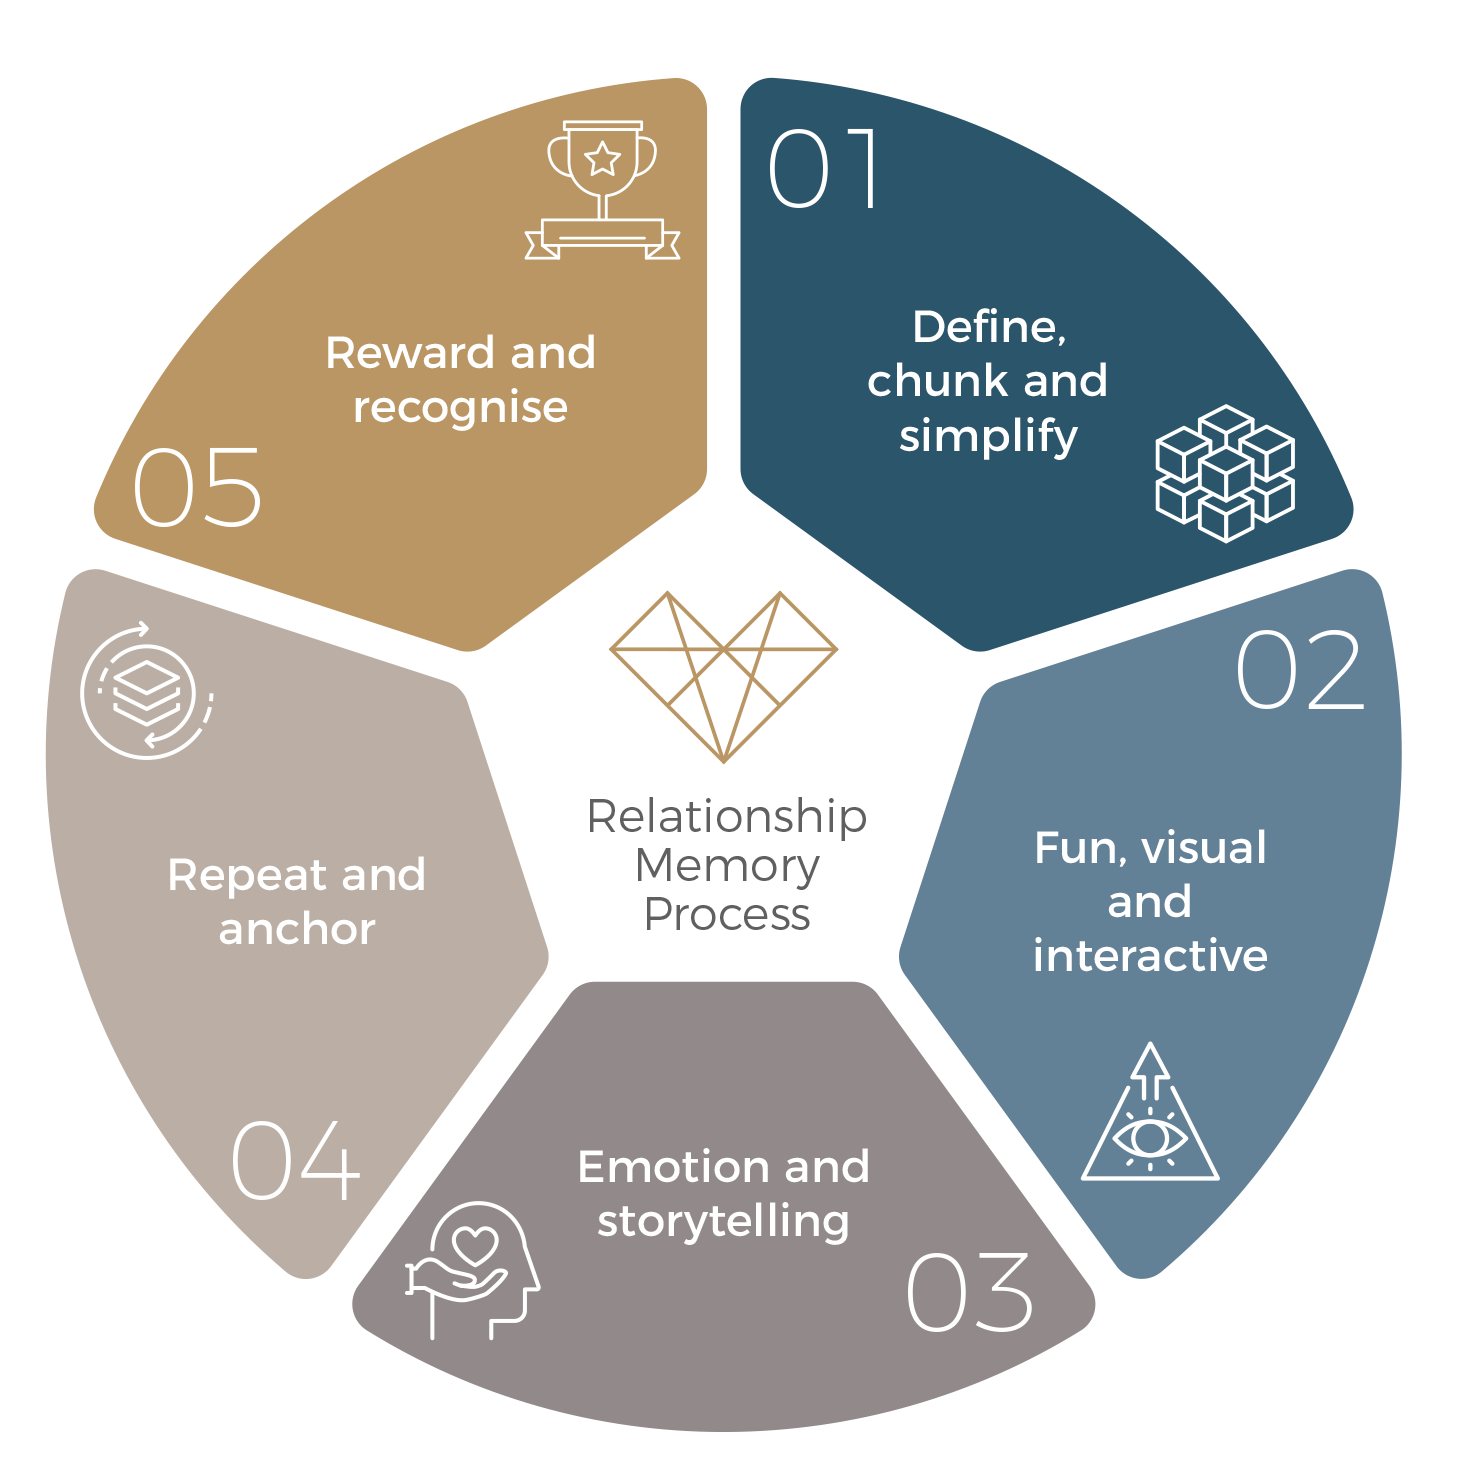 01
Define,
chunk and
simplify
02
Fun, visual
and
interactive
03
Emotion and
storytelling
04
Repeat and
anchor
05
Reward and
recognise
Relationship
Memory
Process